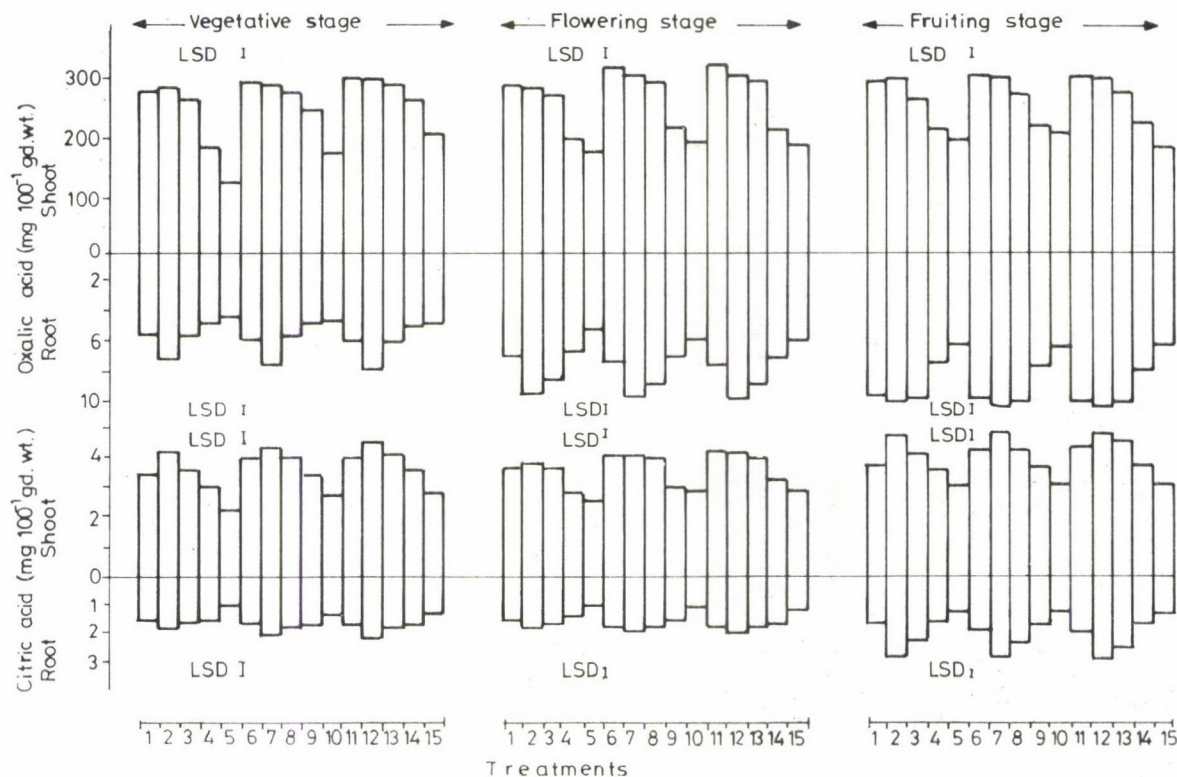 Vegetative stage
Flowering stage
Fruiting stage
LSD I
LSD I
LSD I
Oxalic acid (mg 100⁻¹ gd.wt.)
Shoot
Root
300
200
100
0
2
6
10
LSD I
LSD I
LSD I
LSD I
LSD I
LSD I
Citric acid (mg 100⁻¹ gd. wt.)
Shoot
Root
4
2
0
1
2
3
LSD I
LSD I
LSD I
1 2 3 4 5 6 7 8 9 10 11 12 13 14 15
1 2 3 4 5 6 7 8 9 10 11 12 13 14 15
1 2 3 4 5 6 7 8 9 10 11 12 13 14 15
Treatments